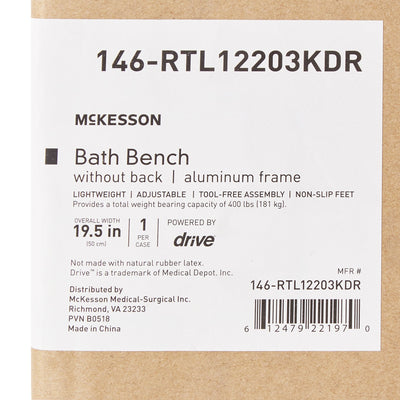 146-RTL12203KDR
McKESSON
Bath Bench
without back | aluminum frame
LIGHTWEIGHT | ADJUSTABLE | TOOL-FREE ASSEMBLY | NON-SLIP FEET
Provides a total weight bearing capacity of 400 lbs (181 kg).
OVERALL WIDTH
19.5 in
(50 cm)
1
PER
CASE
POWERED BY
drive
Not made with natural rubber latex.
Drive™ is a trademark of Medical Depot. Inc.
Distributed by
McKesson Medical-Surgical Inc.
Richmond, VA 23233
PVN B0518
Made in China
MFR #
146-RTL12203KDR
6 12479 22197 0